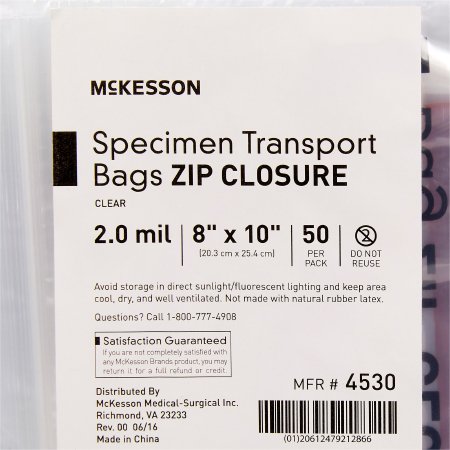 McKESSON
Specimen Transport
Bags ZIP CLOSURE
CLEAR
2.0 mil
8" x 10"
(20.3 cm x 25.4 cm)
50
PER
PACK
2
DO NOT
REUSE
Avoid storage in direct sunlight/fluorescent lighting and keep area
cool, dry, and well ventilated. Not made with natural rubber latex.
Questions? Call 1-800-777-4908
Satisfaction Guaranteed
If you are not completely satisfied with
any McKesson Brands product, you may
return it for a full refund or credit.
Distributed By
McKesson Medical-Surgical Inc.
Richmond, VA 23233
Rev. 00 06/16
Made in China
MFR # 4530
(01)20612479212866